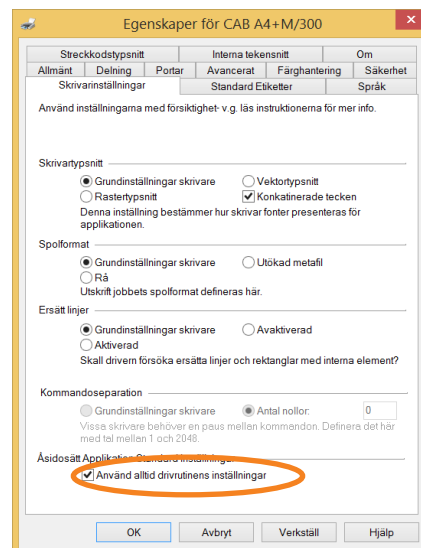 Egenskaper för CAB A4+M/300
Streckkodstypsnitt Interna tekensnitt Om
Allmänt Delning Portar Avancerat Färghantering Säkerhet
Skrivarinställningar Standard Etiketter Språk
Använd inställningarna med försiktighet- v.g. läs instruktionerna för mer info.
Skrivartypsnitt
Grundinställningar skrivare Vektortypsnitt
Rastertypsnitt Konkatinerade tecken
Denna inställning bestämmer hur skrivar fonter presenteras för
applikationen.
Spolformat
Grundinställningar skrivare Utökad metafil
Rå
Utskrift jobbets spolformat defineras här.
Ersätt linjer
Grundinställningar skrivare Avaktiverad
Aktiverad
Skall drivern försöka ersätta linjer och rektanglar med interna element?
Kommandoseparation
Grundinställningar skrivare Antal nollor: 0
Vissa skrivare behöver en paus mellan kommandon. Definera det här
med tal mellan 1 och 2048.
Åsidosätt Applikation Standard Inställningar
Använd alltid drivrutinens inställningar
OK Avbryt Verkställ Hjälp